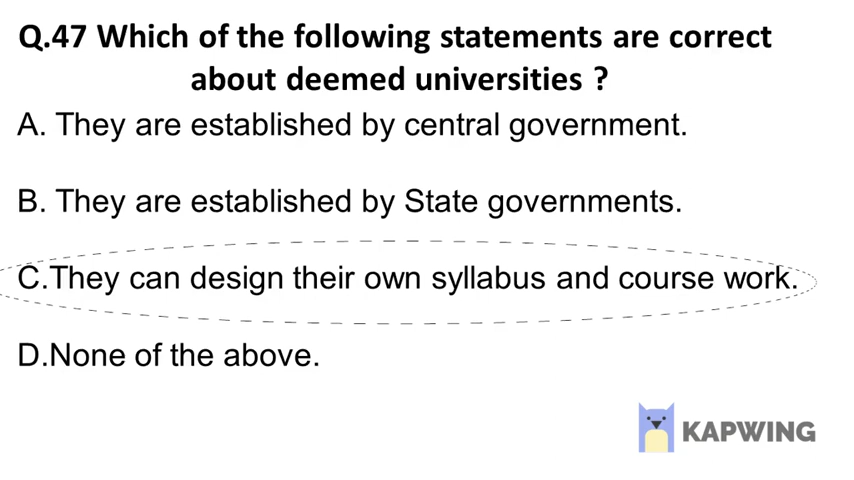 Q.47 Which of the following statements are correct
about deemed universities ?
A. They are established by central government.
B. They are established by State governments.
C.They can design their own syllabus and course work.
D.None of the above.
KAPWING